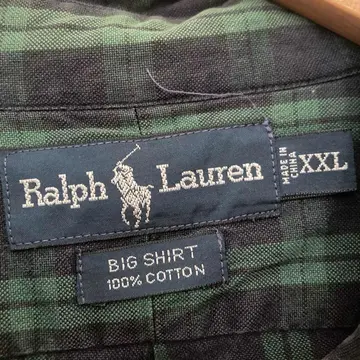 Ralph Lauren
MADE IN
CHINA
XXL
BIG SHIRT
100% COTTON